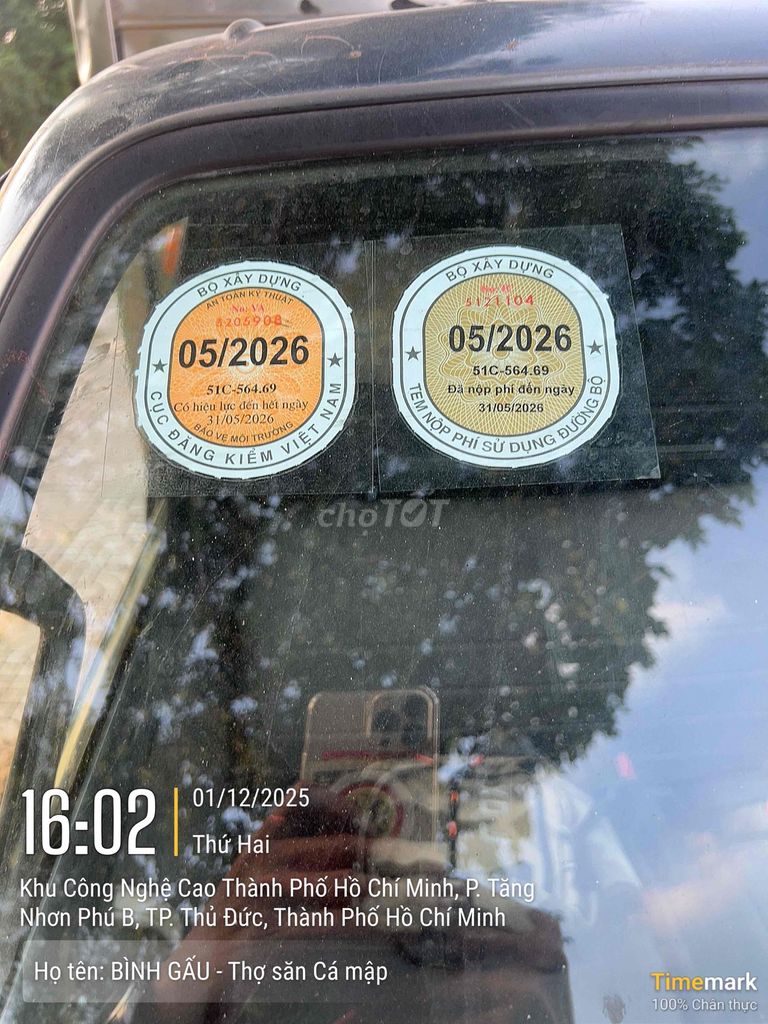 BỘ XÂY DỰNG
AN TOÀN KỸ THUẬT
No: VA
5205908
05/2026
51C-564.69
Có hiệu lực đến hết ngày
31/05/2026
BẢO VỆ MÔI TRƯỜNG
CỤC ĐĂNG KIỂM VIỆT NAM
BỘ XÂY DỰNG
5121104
05/2026
51C-564.69
Đã nộp phí đến ngày
31/05/2026
TEM NỘP PHÍ SỬ DỤNG ĐƯỜNG BỘ
chợTỐT
16:02
01/12/2025
Thứ Hai
Khu Công Nghệ Cao Thành Phố Hồ Chí Minh, P. Tăng
Nhơn Phú B, TP. Thủ Đức, Thành Phố Hồ Chí Minh
Họ tên: BÌNH GẤU - Thợ săn Cá mập
Timemark
100% Chân thực